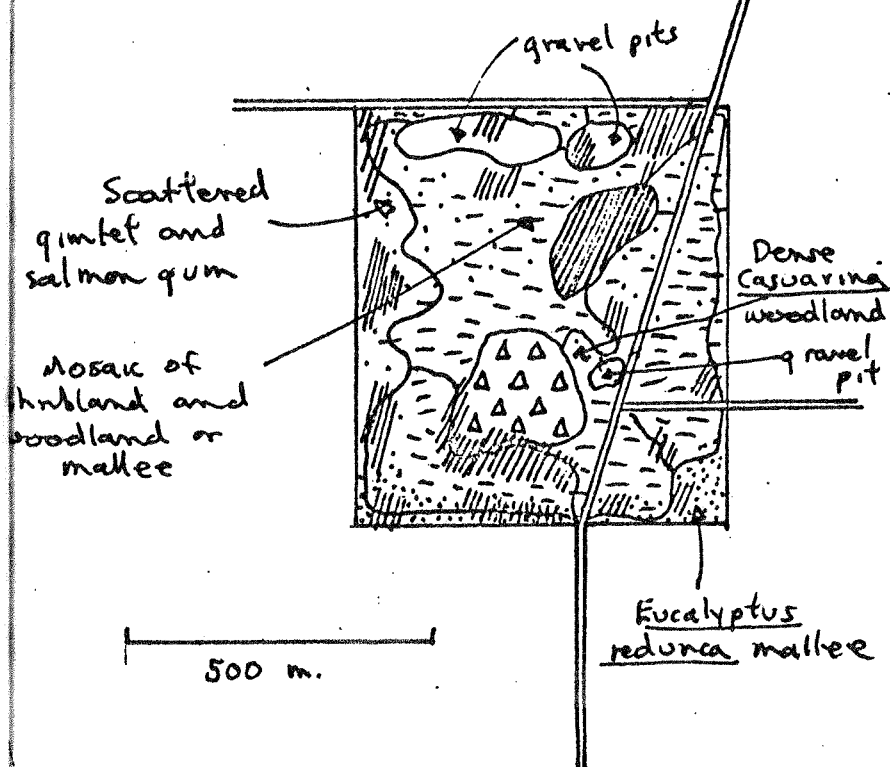 gravel pits
Scattered
gimlet and
salmon gum
Dense
Casuarina
woodland
gravel
pit
Mosaic of
shrubland and
woodland or
mallee
Eucalyptus
redunca mallee
500 m.